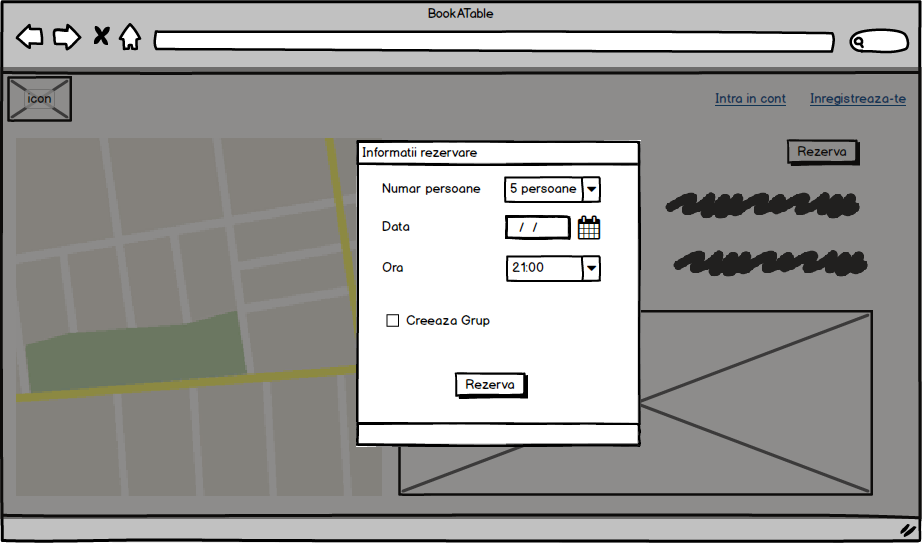 BookATable
icon
Intra in cont
Inregistreaza-te
Rezerva
Informatii rezervare
Numar persoane
5 persoane
Data
/ /
Ora
21:00
Creeaza Grup
Rezerva